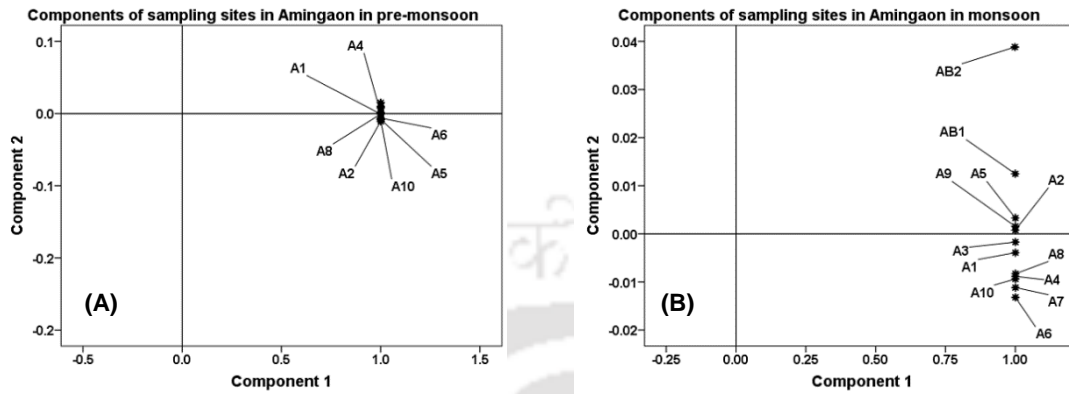 Components of sampling sites in Amingaon in pre-monsoon
0.1
0.0
-0.1
-0.2
-0.2
Component 2
A4
A1
A6
A8
A2
A5
A10
(A)
-0.5
0.0
0.5
1.0
1.5
Component 1
Components of sampling sites in Amingaon in monsoon
0.04
0.03
0.02
0.01
0.00
-0.01
-0.02
Component 2
AB2
AB1
A9
A5
A2
A3
A1
A8
A10
A4
A7
A6
(B)
-0.25
0.00
0.25
0.50
0.75
1.00
Component 1